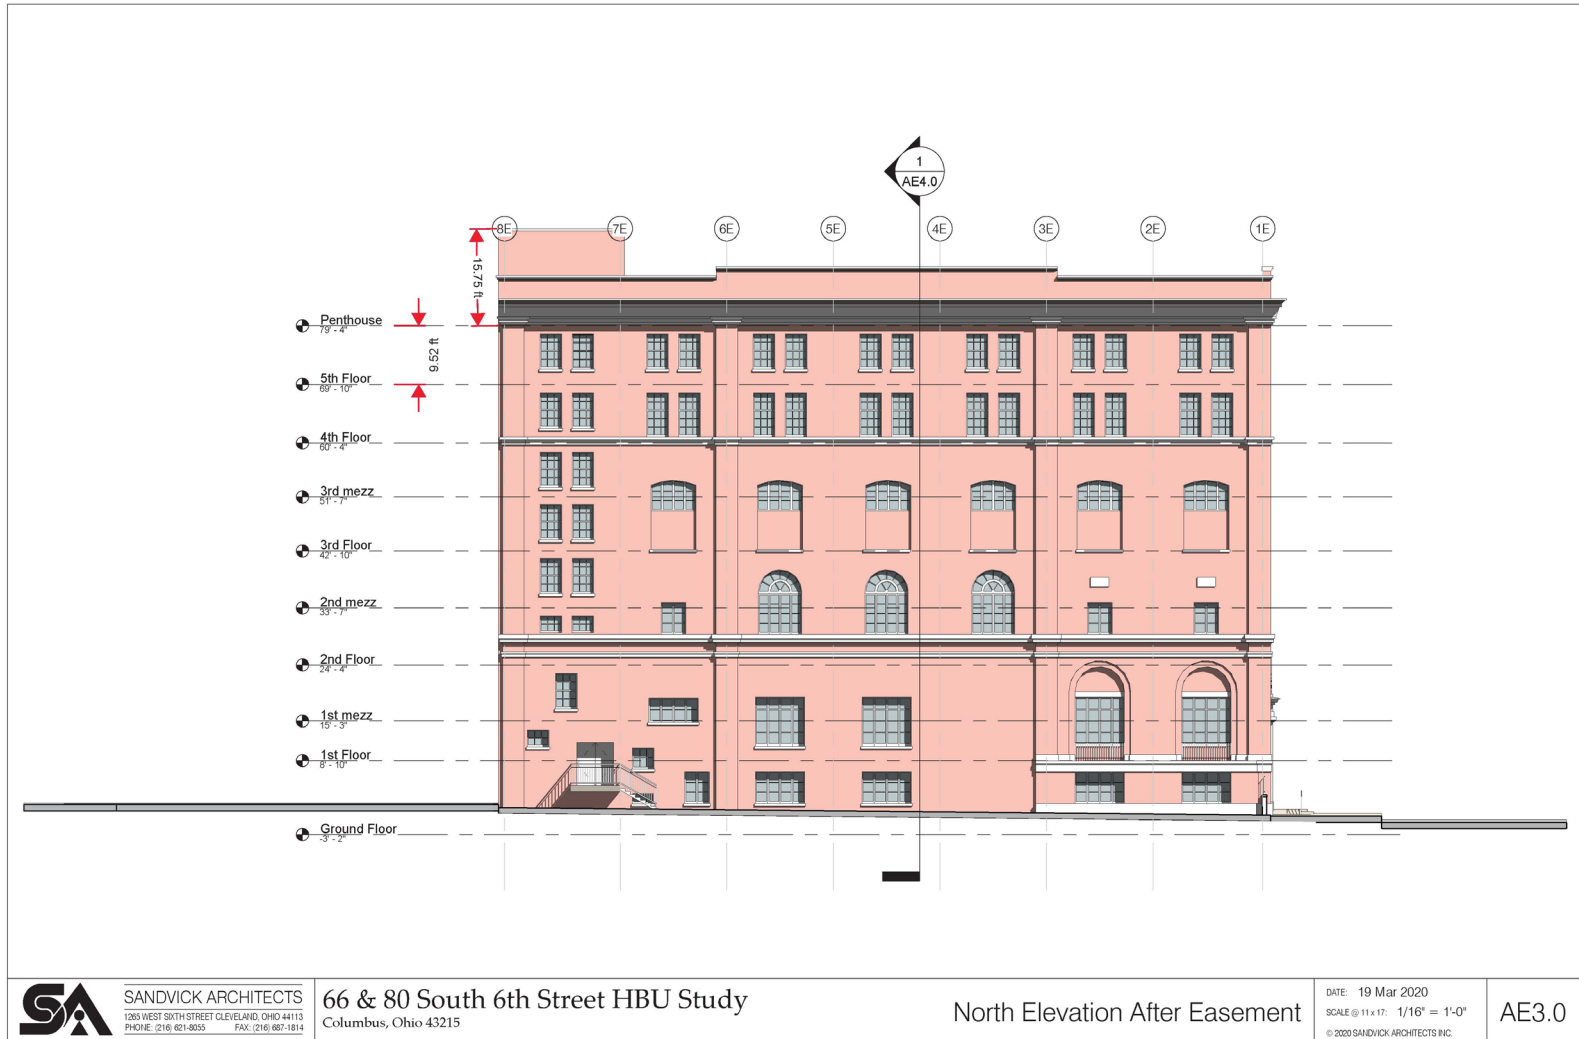 1
AE4.0
8E
7E
6E
5E
4E
3E
2E
1E
15.75 ft
Penthouse
79' - 4"
9.52 ft
5th Floor
69' - 10"
4th Floor
60' - 4"
3rd mezz
51' - 7"
3rd Floor
42' - 10"
2nd mezz
33' - 7"
2nd Floor
24' - 4"
1st mezz
15' - 3"
1st Floor
8' - 10"
Ground Floor
-3' - 2"
SA
SANDVICK ARCHITECTS
1265 WEST SIXTH STREET CLEVELAND, OHIO 44113
PHONE: (216) 621-8055 FAX: (216) 687-1814
66 & 80 South 6th Street HBU Study
Columbus, Ohio 43215
North Elevation After Easement
DATE: 19 Mar 2020
SCALE @ 11 x 17: 1/16" = 1'-0"
© 2020 SANDVICK ARCHITECTS INC.
AE3.0